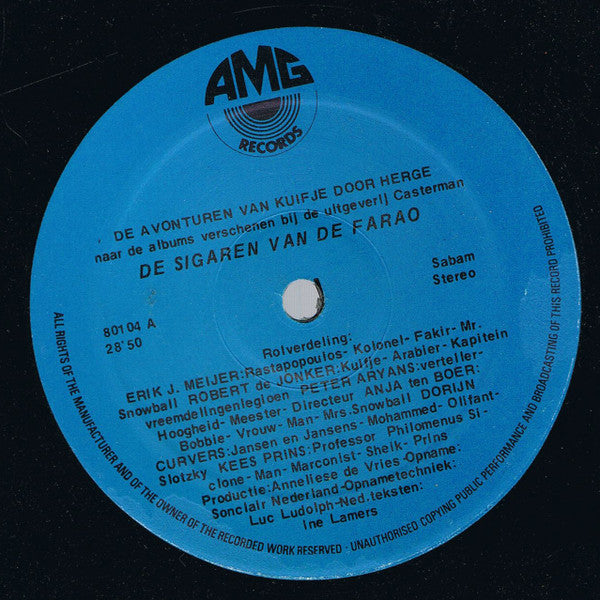 AMG
RECORDS
DE AVONTUREN VAN KUIFJE DOOR HERGE
naar de albums verschenen bij de uitgeverij Casterman
DE SIGAREN VAN DE FARAO
Sabam
Stereo
80104 A
28'50
Rolverdeling:
ERIK J. MEIJER:Rastapopoulos- Kolonel- Fakir- Mr.
Snowball ROBERT de JONKER:Kuifje- Arabier- Kapitein
vreemdelingenlegioen PETER ARYANS:verteller-
Hoogheid- Meester- Directeur ANJA ten BOER:
Bobbie- Vrouw- Man- Mrs.Snowball DORIJN
CURVERS:Jansen en Jansens- Mohammed- Olifant-
Slotzky KEES PRINS:Professor Philomenus Si-
clone- Man- Marconist- Sheik- Prins
Productie:Anneliese de Vries-Opname:
Sonclair Nederland-Opnametechniek:
Luc Ludolph-Ned.teksten:
Ine Lamers
ALL RIGHTS OF THE MANUFACTURER AND OF THE OWNER OF THE RECORDED WORK RESERVED · UNAUTHORISED COPYING PUBLIC PERFORMANCE AND BROADCASTING OF THIS RECORD PROHIBITED